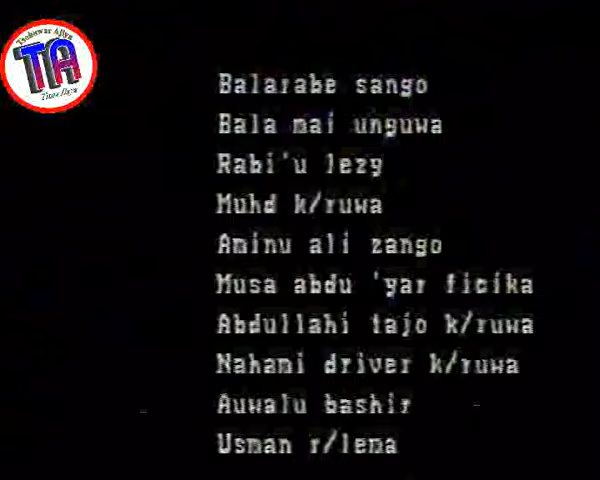 TA
Balarabe sango
Bala mai unguwa
Rabi'u lezy
Muhd k/ruwa
Aminu ali zango
Musa abdu 'yar ficika
Abdullahi tajo k/ruwa
Nahami driver k/ruwa
Auwalu bashir
Usman r/lema